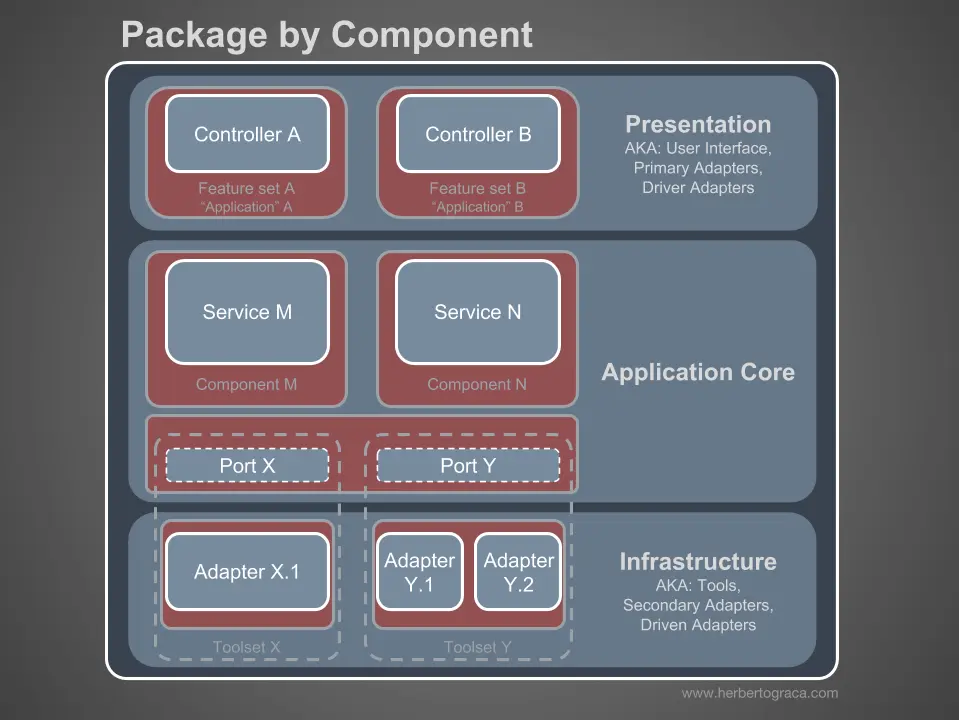 Package by Component
Controller A
Feature set A
“Application” A
Controller B
Feature set B
“Application” B
Presentation
AKA: User Interface,
Primary Adapters,
Driver Adapters
Service M
Component M
Service N
Component N
Application Core
Port X
Port Y
Adapter X.1
Toolset X
Adapter
Y.1
Adapter
Y.2
Toolset Y
Infrastructure
AKA: Tools,
Secondary Adapters,
Driven Adapters
www.herbertograca.com